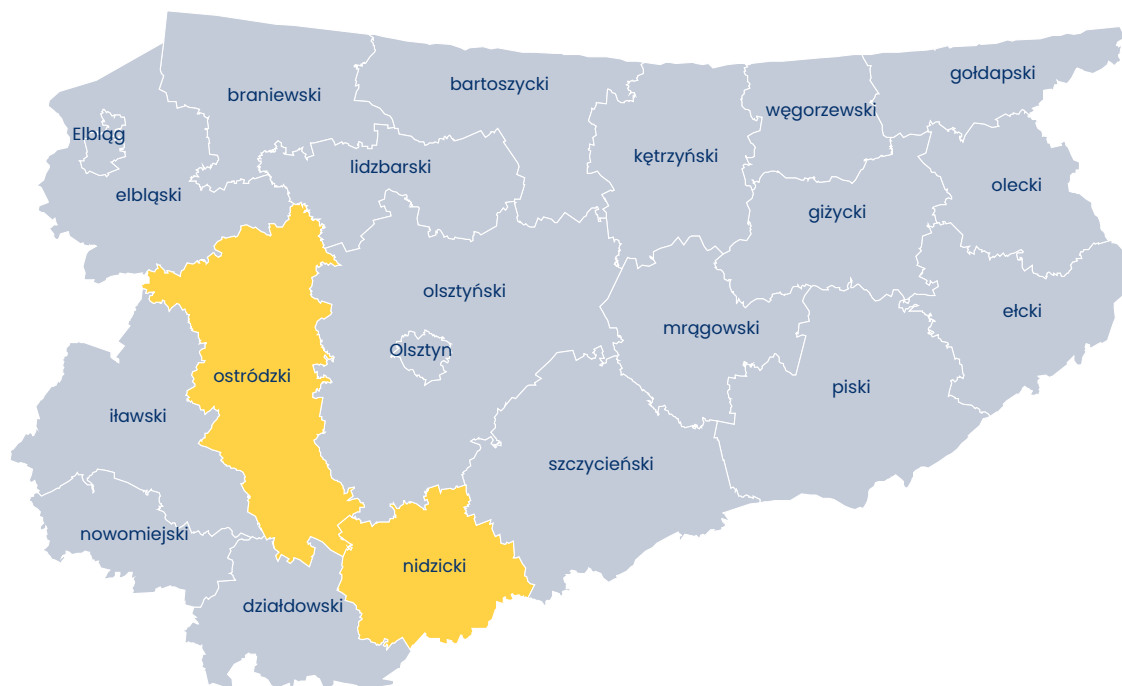 gołdapski
bartoszycki
braniewski
węgorzewski
Elbląg
kętrzyński
lidzbarski
olecki
elbląski
giżycki
olsztyński
ełcki
mrągowski
Olsztyn
ostródzki
piski
iławski
szczycieński
nowomiejski
nidzicki
działdowski